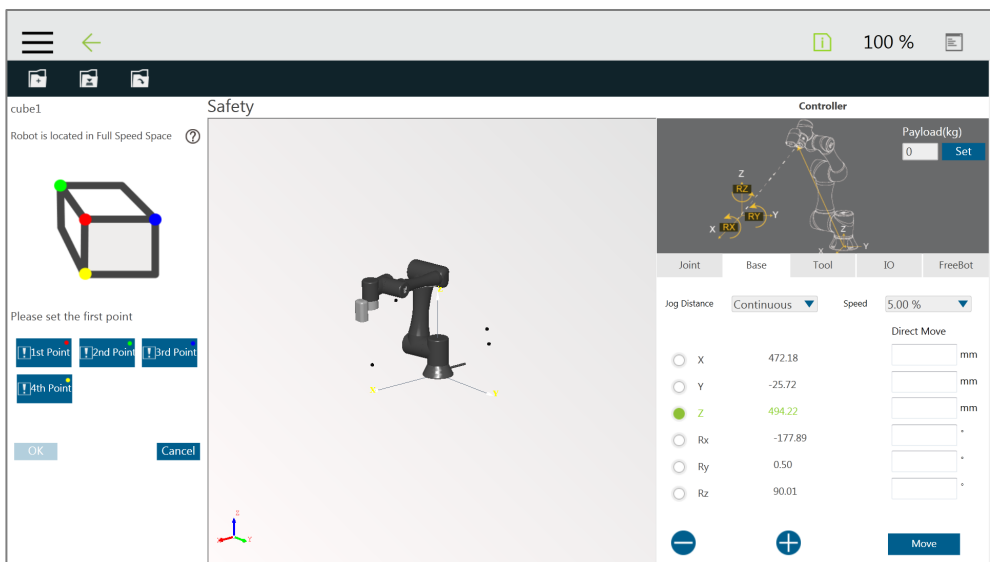 100 %
cube1
Safety
Controller
Robot is located in Full Speed Space ?
Payload(kg)
0 Set
Z
RZ
RY Y
X RX
Z
X Y
Joint Base Tool IO FreeBot
Jog Distance Continuous Speed 5.00 %
Direct Move
Please set the first point
1st Point 2nd Point 3rd Point
4th Point
X 472.18 mm
Y -25.72 mm
Z 494.22 mm
Rx -177.89 °
Ry 0.50 °
Rz 90.01 °
OK Cancel
Move
X
Z
X Y